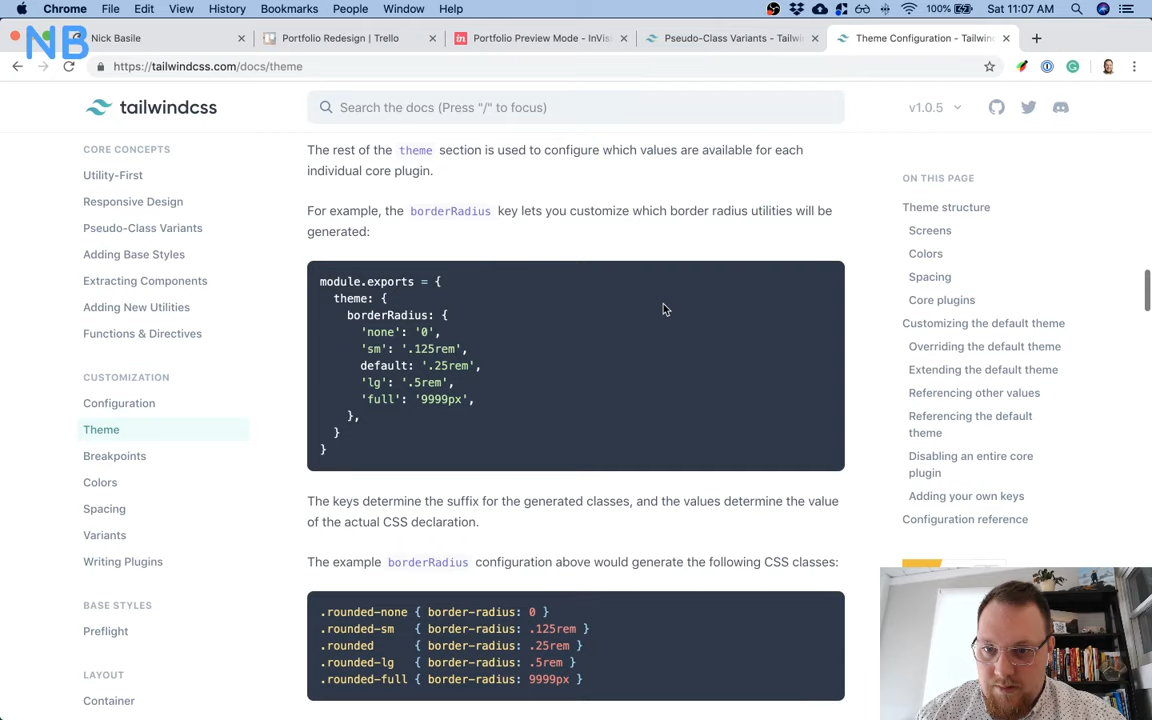 Chrome File Edit View History Bookmarks People Window Help 100% Sat 11:07 AM
NB
Nick Basile
Portfolio Redesign | Trello
Portfolio Preview Mode - InVis
Pseudo-Class Variants - Tailw
Theme Configuration - Tailwin
https://tailwindcss.com/docs/theme
tailwindcss
Search the docs (Press "/" to focus)
v1.0.5
CORE CONCEPTS
Utility-First
Responsive Design
Pseudo-Class Variants
Adding Base Styles
Extracting Components
Adding New Utilities
Functions & Directives
CUSTOMIZATION
Configuration
Theme
Breakpoints
Colors
Spacing
Variants
Writing Plugins
BASE STYLES
Preflight
LAYOUT
Container
The rest of the theme section is used to configure which values are available for each
individual core plugin.
For example, the borderRadius key lets you customize which border radius utilities will be
generated:
module.exports = {
theme: {
borderRadius: {
'none': '0',
'sm': '.125rem',
default: '.25rem',
'lg': '.5rem',
'full': '9999px',
},
}
}
The keys determine the suffix for the generated classes, and the values determine the value
of the actual CSS declaration.
The example borderRadius configuration above would generate the following CSS classes:
.rounded-none { border-radius: 0 }
.rounded-sm { border-radius: .125rem }
.rounded { border-radius: .25rem }
.rounded-lg { border-radius: .5rem }
.rounded-full { border-radius: 9999px }
ON THIS PAGE
Theme structure
Screens
Colors
Spacing
Core plugins
Customizing the default theme
Overriding the default theme
Extending the default theme
Referencing other values
Referencing the default
theme
Disabling an entire core
plugin
Adding your own keys
Configuration reference